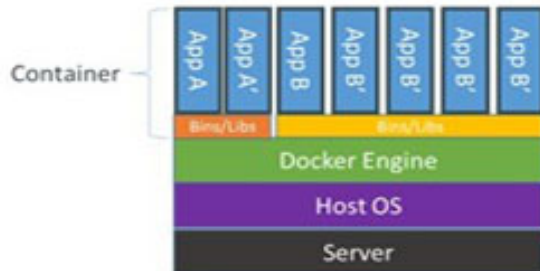 Container
App A
App A'
App B
App B'
App B'
App B'
App B'
Bins/Libs
Bins/Libs
Docker Engine
Host OS
Server